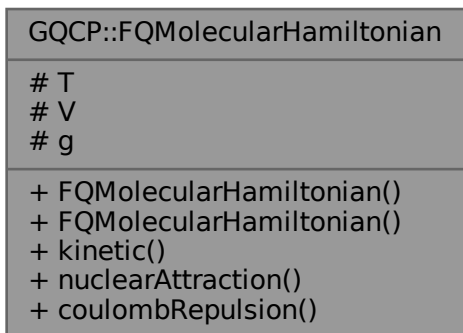 GQCP::FQMolecularHamiltonian
# T
# V
# g
+ FQMolecularHamiltonian()
+ FQMolecularHamiltonian()
+ kinetic()
+ nuclearAttraction()
+ coulombRepulsion()